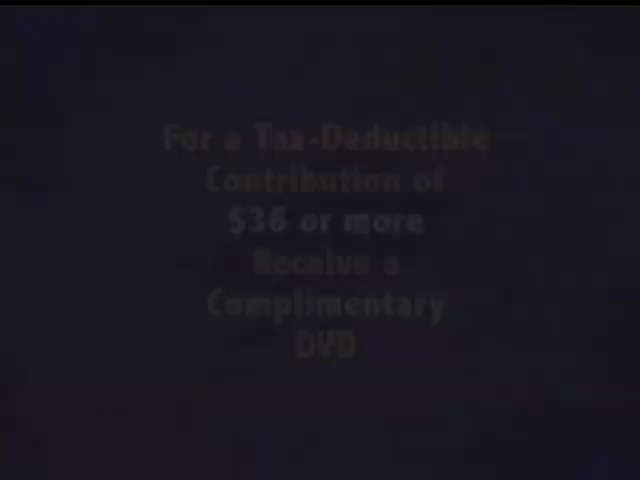 For a Tax-Deductible
Contribution of
$36 or more
Receive a
Complimentary
DVD